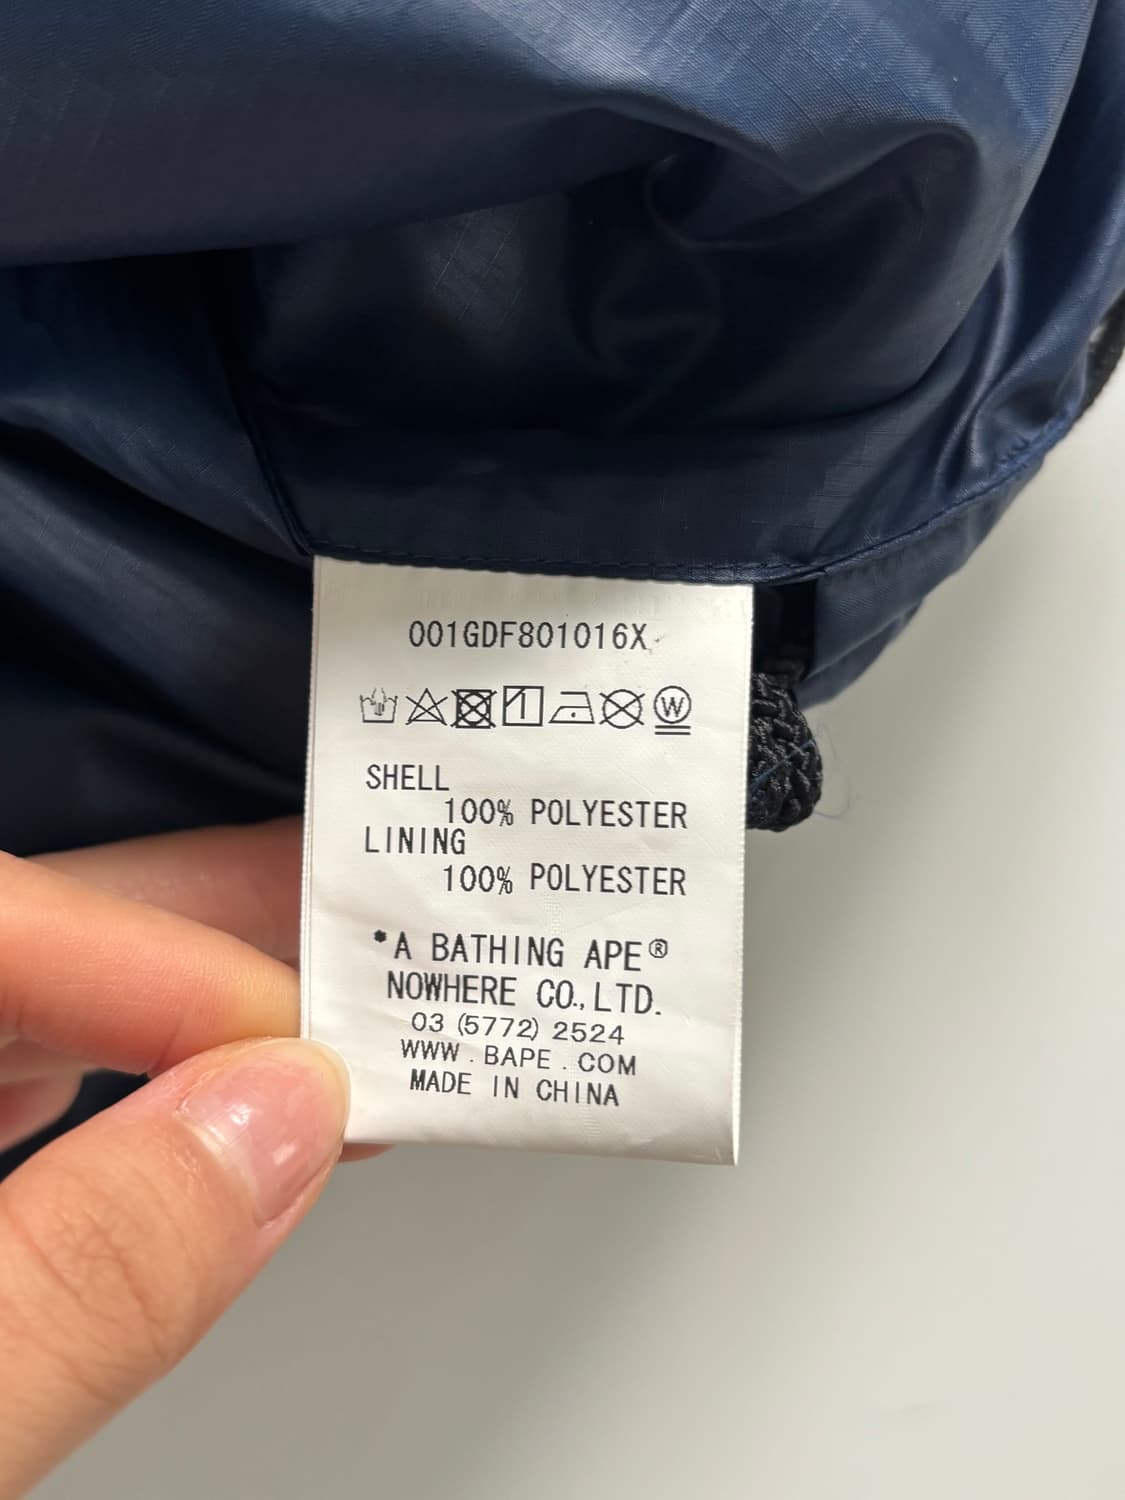 001GDF801016X
W
SHELL
100% POLYESTER
LINING
100% POLYESTER
*A BATHING APE®
NOWHERE CO.,LTD.
03 (5772) 2524
WWW . BAPE . COM
MADE IN CHINA